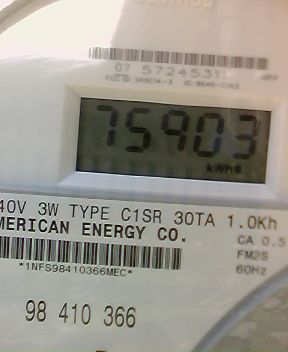 07 5724531
75903
kWhs
40V 3W TYPE C1SR 30TA 1.0Kh
MERICAN ENERGY CO.
CA 0.5
*1NFS98410366MEC*
FM2S
60Hz
98 410 366